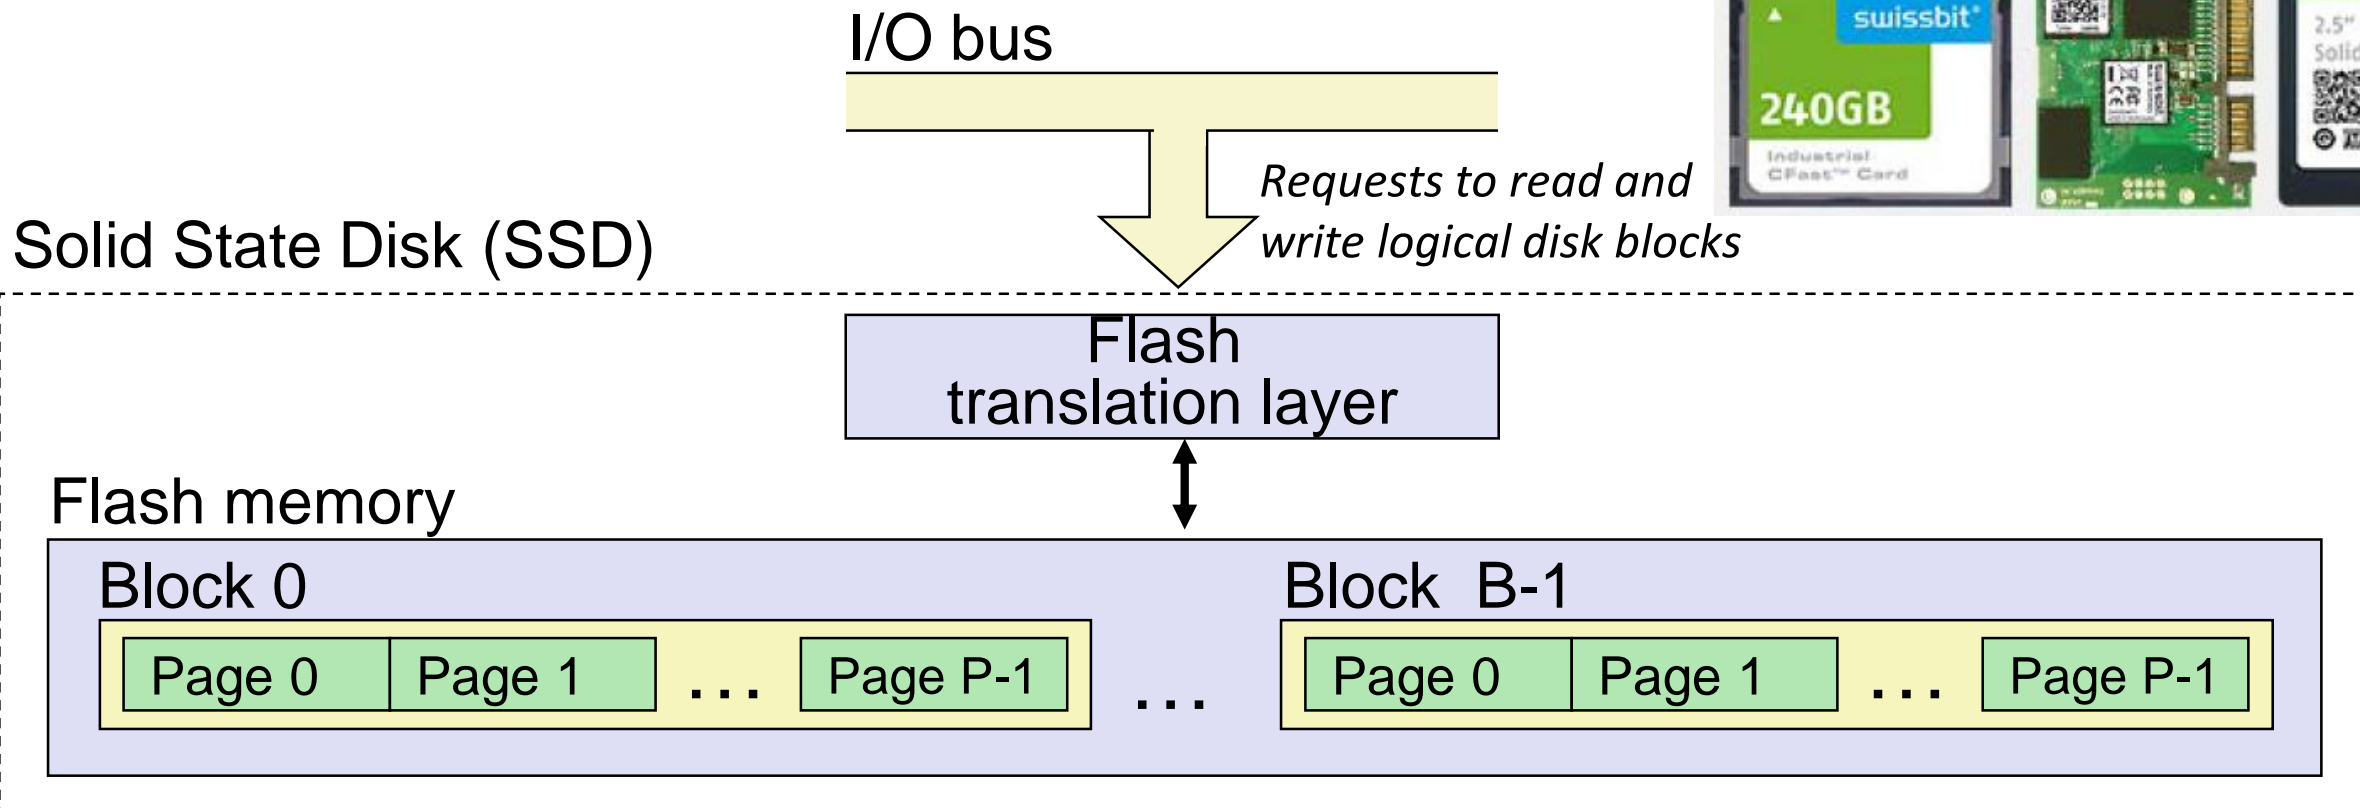 I/O bus
swissbit®
240GB
Industrial
CFast™ Card
2.5"
Requests to read and
write logical disk blocks
Solid State Disk (SSD)
Flash
translation layer
Flash memory
Block 0
Block B-1
Page 0
Page 1
...
Page P-1
...
Page 0
Page 1
...
Page P-1